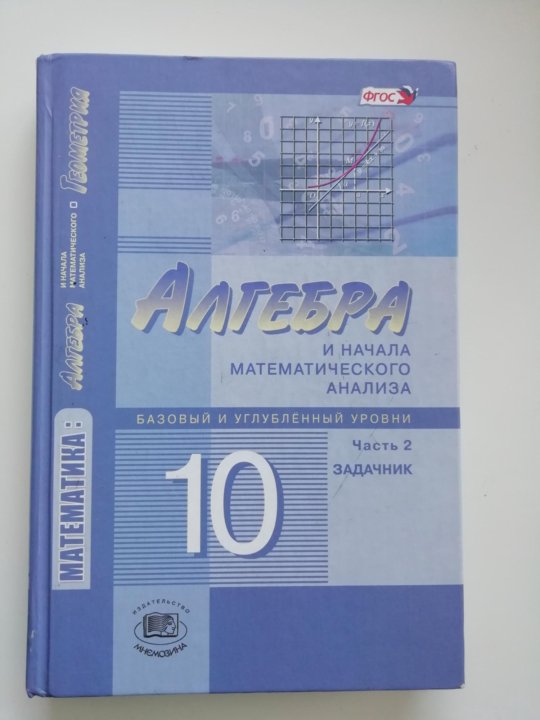 ФГОС
АЛГЕБРА
И НАЧАЛА
МАТЕМАТИЧЕСКОГО
АНАЛИЗА
БАЗОВЫЙ И УГЛУБЛЁННЫЙ УРОВНИ
Часть 2
ЗАДАЧНИК
10
ИЗДАТЕЛЬСТВО
МНЕМОЗИНА
МАТЕМАТИКА:
АЛГЕБРА
И НАЧАЛА
МАТЕМАТИЧЕСКОГО
АНАЛИЗА
ГЕОМЕТРИЯ